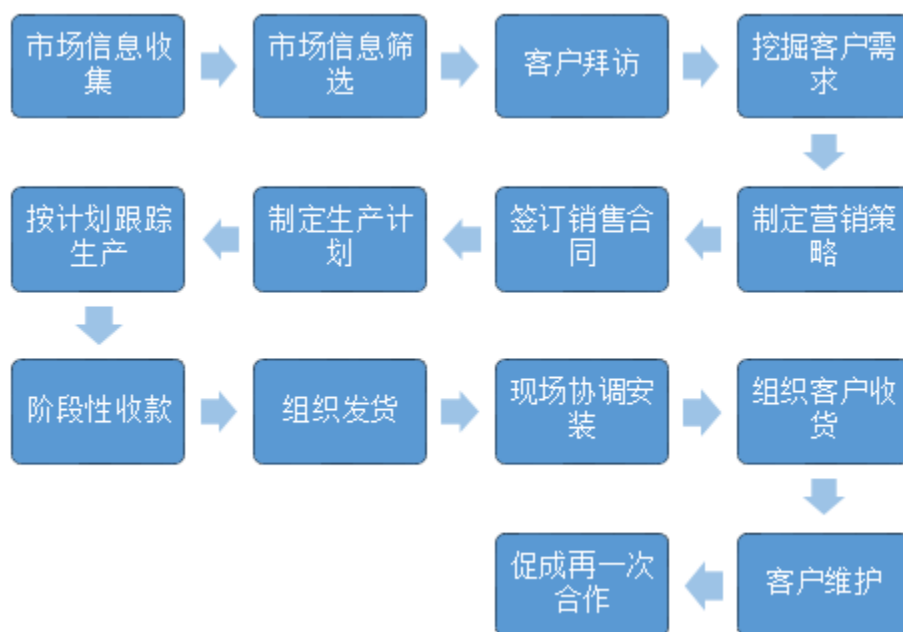 市场信息收
集
市场信息筛
选
客户拜访
挖掘客户需
求
制定营销策
略
签订销售合
同
制定生产计
划
按计划跟踪
生产
阶段性收款
组织发货
现场协调安
装
组织客户收
货
客户维护
促成再一次
合作